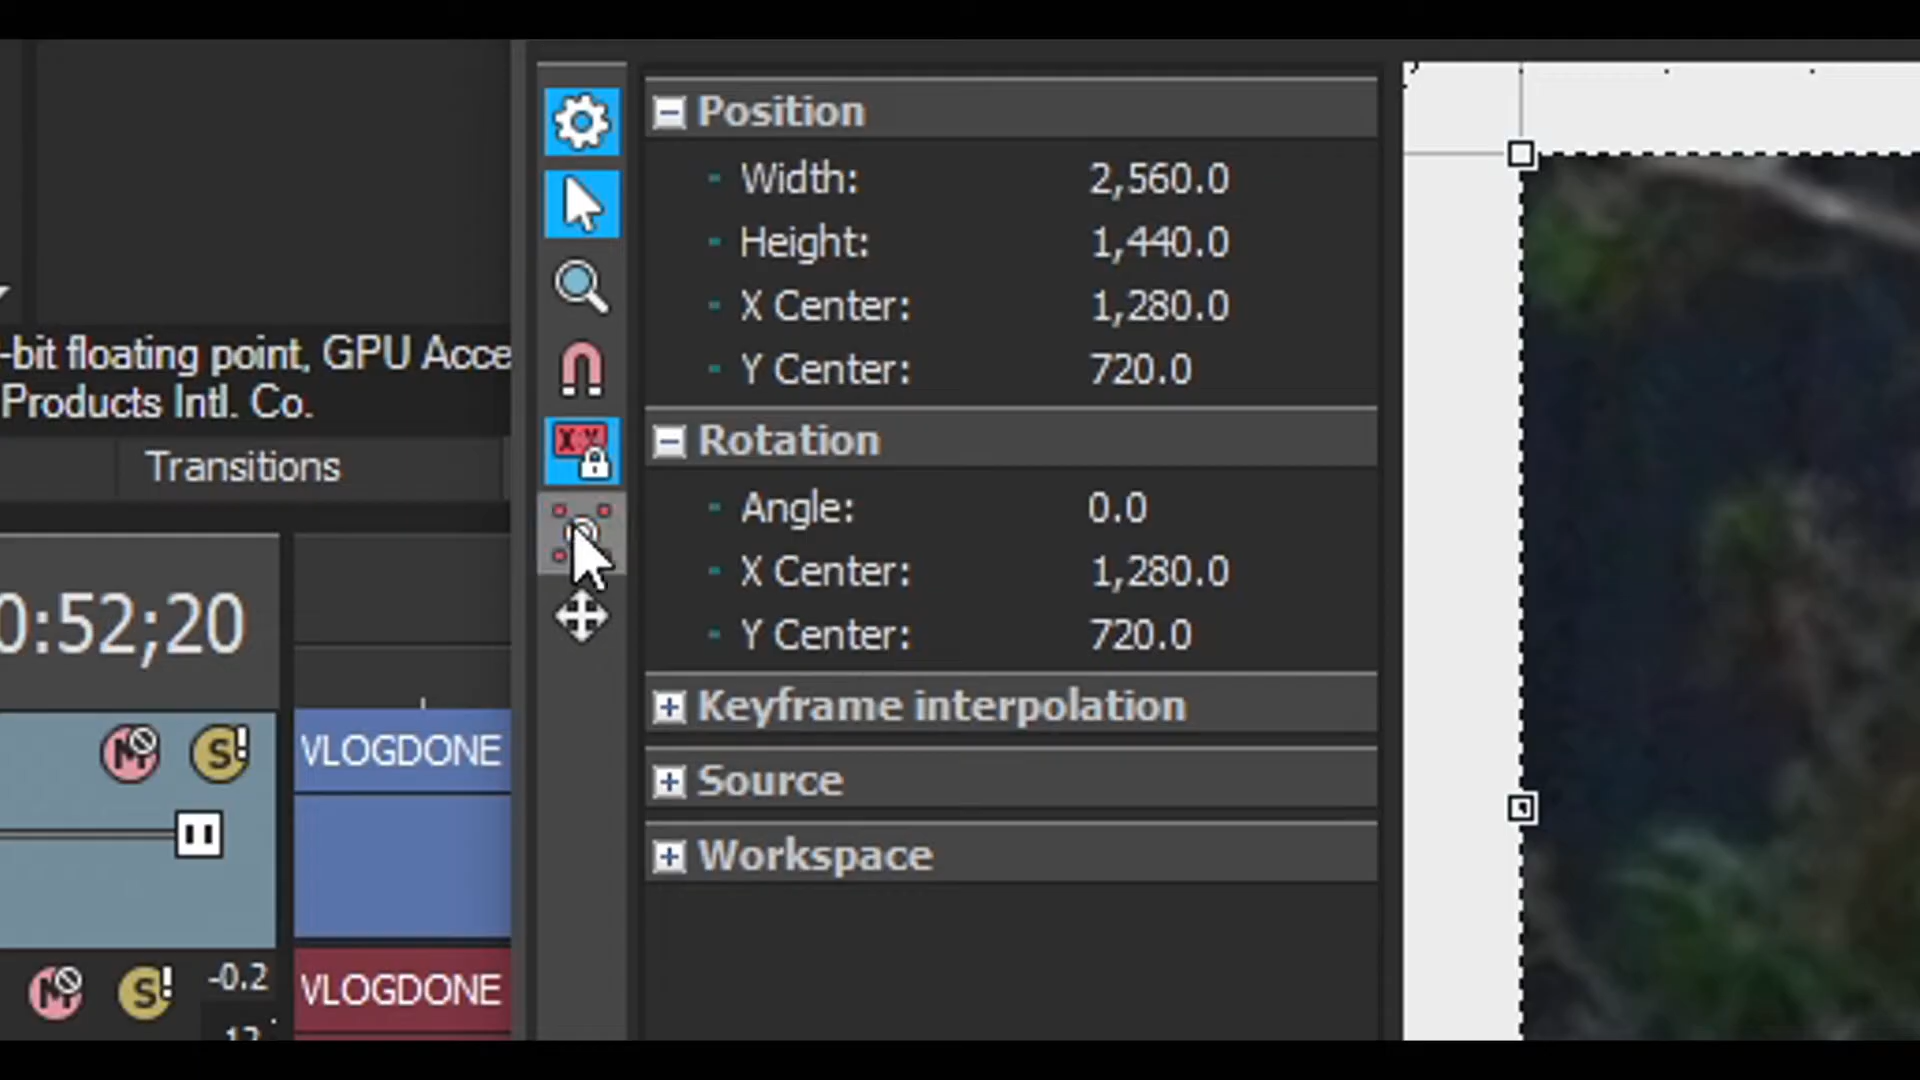 Position
Width: 2,560.0
Height: 1,440.0
X Center: 1,280.0
Y Center: 720.0
-bit floating point, GPU Acce
Products Intl. Co.
Rotation
Transitions
Angle: 0.0
X Center: 1,280.0
0:52;20
Y Center: 720.0
Keyframe interpolation
M S! VLOGDONE
Source
Workspace
M S! -0.2 VLOGDONE